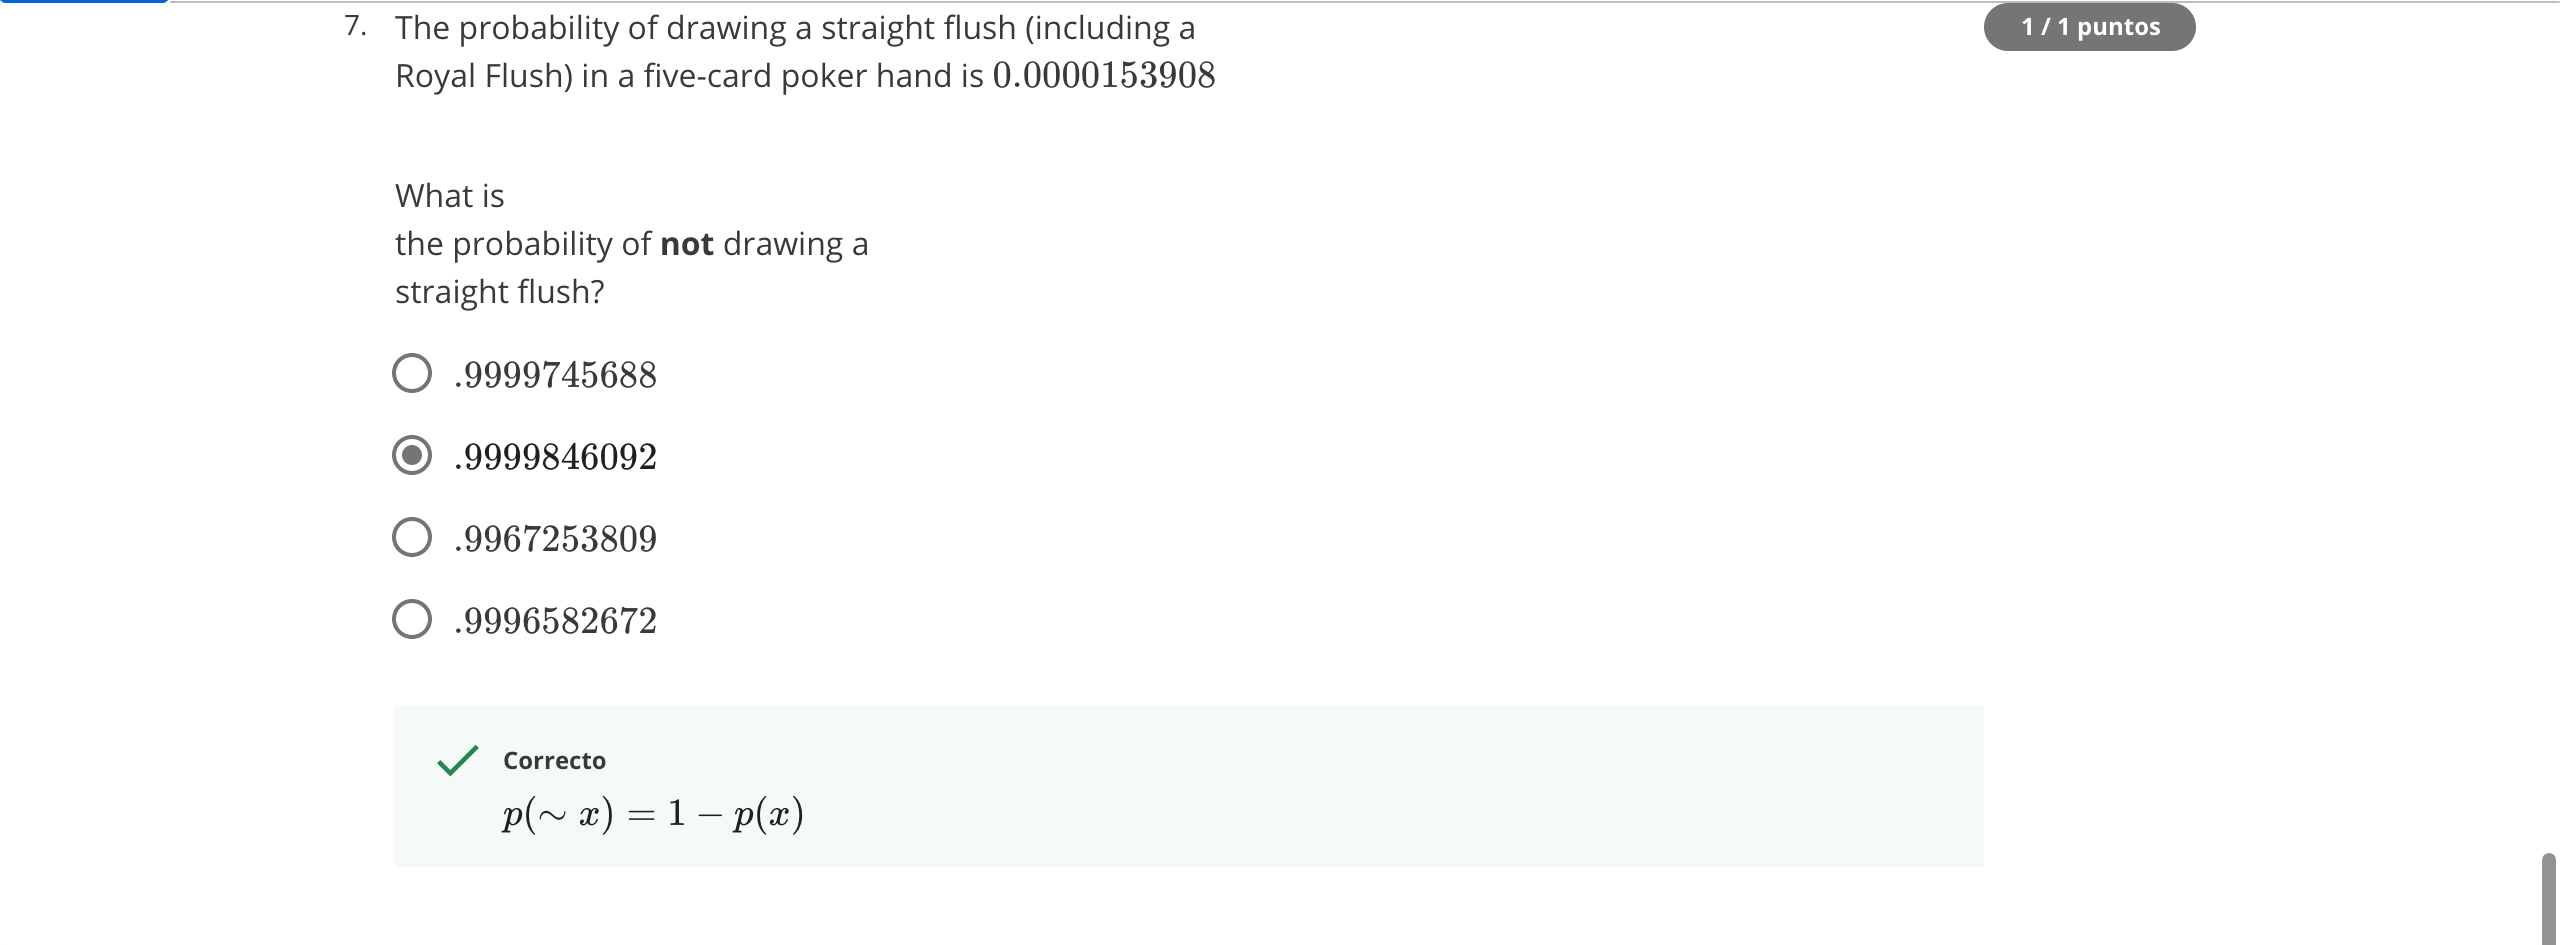 7. The probability of drawing a straight flush (including a
1 / 1 puntos
Royal Flush) in a five-card poker hand is 0.0000153908
What is
the probability of not drawing a
straight flush?
.9999745688
.9999846092
.9967253809
.9996582672
Correcto
p(∼ x) = 1 − p(x)